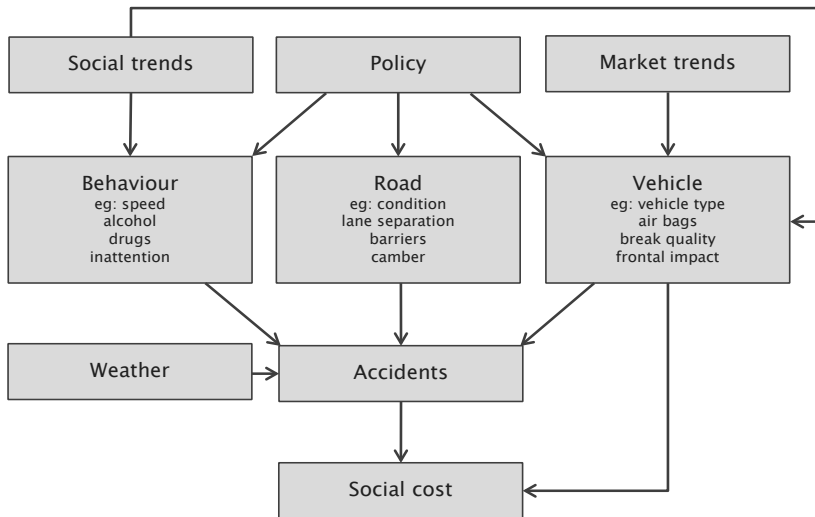 Social trends
Policy
Market trends
Behaviour
eg: speed
alcohol
drugs
inattention
Road
eg: condition
lane separation
barriers
camber
Vehicle
eg: vehicle type
air bags
break quality
frontal impact
Weather
Accidents
Social cost